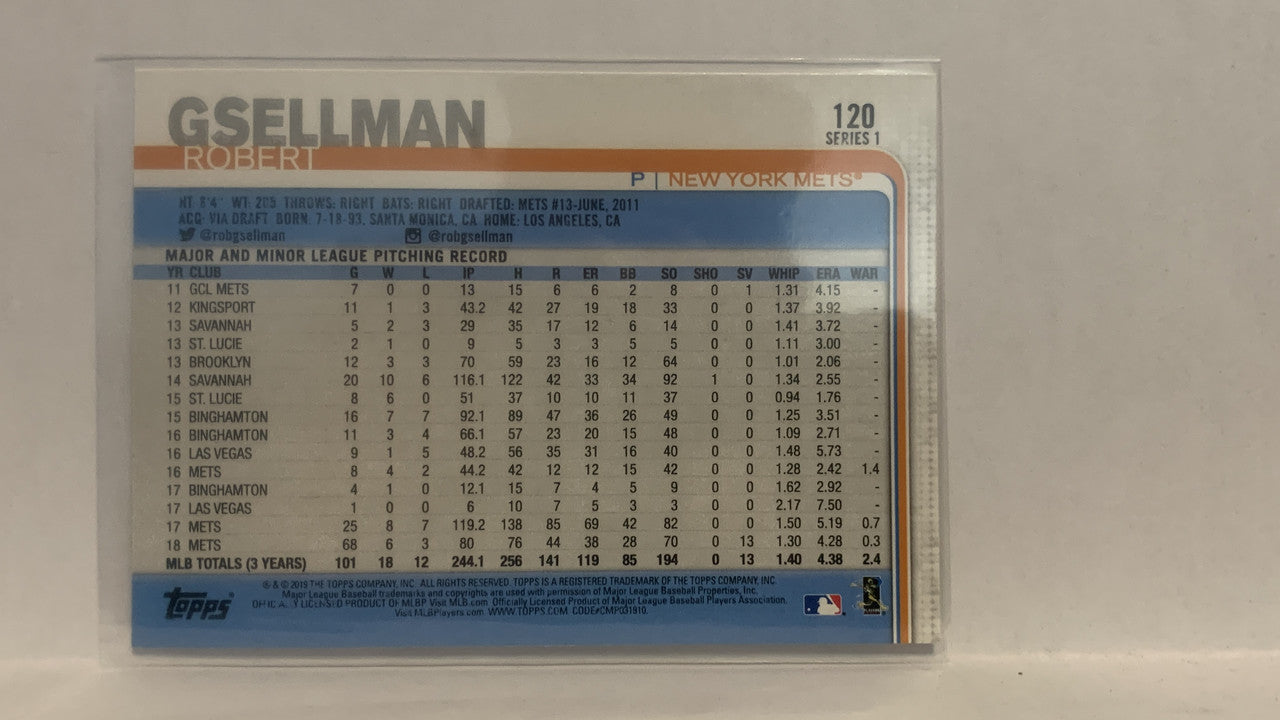 GSELLMAN
ROBERT
120
SERIES 1
P | NEW YORK METS®
HT: 6'4" WT: 205 THROWS: RIGHT BATS: RIGHT DRAFTED: METS #13-JUNE, 2011
ACQ: VIA DRAFT BORN: 7-18-93, SANTA MONICA, CA HOME: LOS ANGELES, CA
@robgsellman @robgsellman
MAJOR AND MINOR LEAGUE PITCHING RECORD
YR CLUB G W L IP H R ER BB SO SHO SV WHIP ERA WAR
11 GCL METS 7 0 0 13 15 6 6 2 8 0 1 1.31 4.15 -
12 KINGSPORT 11 1 3 43.2 42 27 19 18 33 0 0 1.37 3.92 -
13 SAVANNAH 5 2 3 29 35 17 12 6 14 0 0 1.41 3.72 -
13 ST. LUCIE 2 1 0 9 5 3 3 5 5 0 0 1.11 3.00 -
13 BROOKLYN 12 3 3 70 59 23 16 12 64 0 0 1.01 2.06 -
14 SAVANNAH 20 10 6 116.1 122 42 33 34 92 1 0 1.34 2.55 -
15 ST. LUCIE 8 6 0 51 37 10 10 11 37 0 0 0.94 1.76 -
15 BINGHAMTON 16 7 7 92.1 89 47 36 26 49 0 0 1.25 3.51 -
16 BINGHAMTON 11 3 4 66.1 57 23 20 15 48 0 0 1.09 2.71 -
16 LAS VEGAS 9 1 5 48.2 56 35 31 16 40 0 0 1.48 5.73 -
16 METS 8 4 2 44.2 42 12 12 15 42 0 0 1.28 2.42 1.4
17 BINGHAMTON 4 1 0 12.1 15 7 4 5 9 0 0 1.62 2.92 -
17 LAS VEGAS 1 0 0 6 10 7 5 3 3 0 0 2.17 7.50 -
17 METS 25 8 7 119.2 138 85 69 42 82 0 0 1.50 5.19 0.7
18 METS 68 6 3 80 76 44 38 28 70 0 13 1.30 4.28 0.3
MLB TOTALS (3 YEARS) 101 18 12 244.1 256 141 119 85 194 0 13 1.40 4.38 2.4
® & © 2019 THE TOPPS COMPANY, INC. ALL RIGHTS RESERVED. TOPPS IS A REGISTERED TRADEMARK OF THE TOPPS COMPANY, INC.
Major League Baseball trademarks and copyrights are used with permission of Major League Baseball Properties, Inc.
OFFICIALLY LICENSED PRODUCT OF MLBP Visit MLB.com Officially Licensed Product of Major League Baseball Players Association.
Visit MLBPlayers.com WWW.TOPPS.COM. CODE#CMP031910.
topps